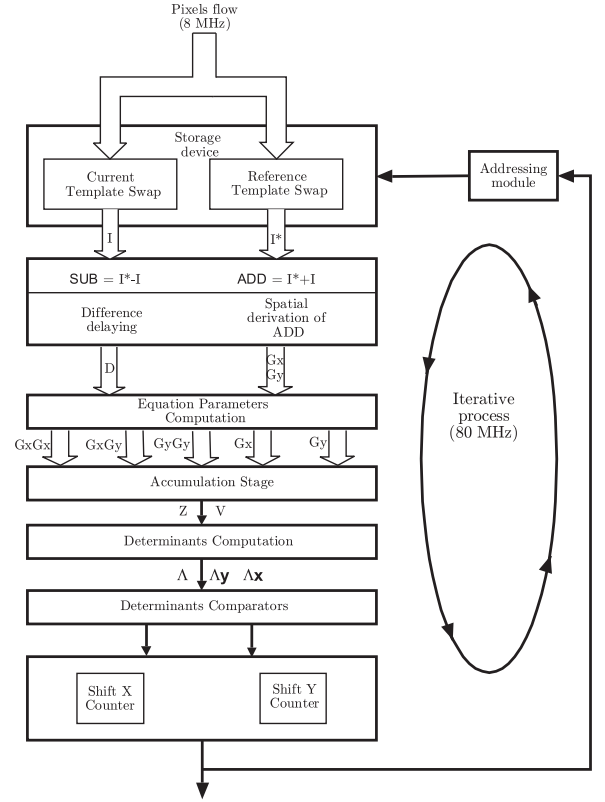 Pixels flow
(8 MHz)
Storage
device
Current
Template Swap
Reference
Template Swap
Addressing
module
I
I*
SUB = I*-I
ADD = I*+I
Difference
delaying
Spatial
derivation of
ADD
D
Gx
Gy
Iterative
process
(80 MHz)
Equation Parameters
Computation
GxGx
GxGy
GyGy
Gx
Gy
Accumulation Stage
Z V
Determinants Computation
Λ Λy Λx
Determinants Comparators
Shift X
Counter
Shift Y
Counter